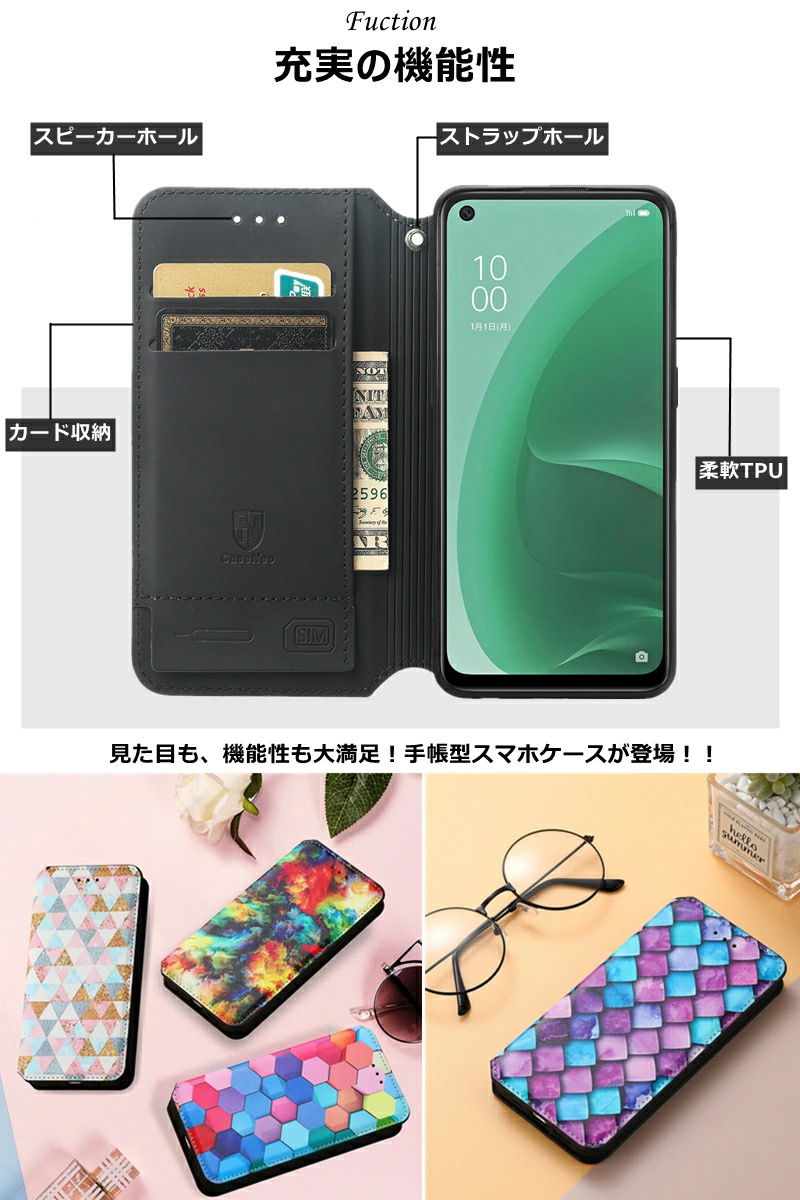 Fuction
充実の機能性
スピーカーホール
ストラップホール
10
00
1月1日(月)
カード収納
柔軟TPU
2596
CaseNeo
SIM
見た目も、機能性も大満足！手帳型スマホケースが登場！！
hello
summer